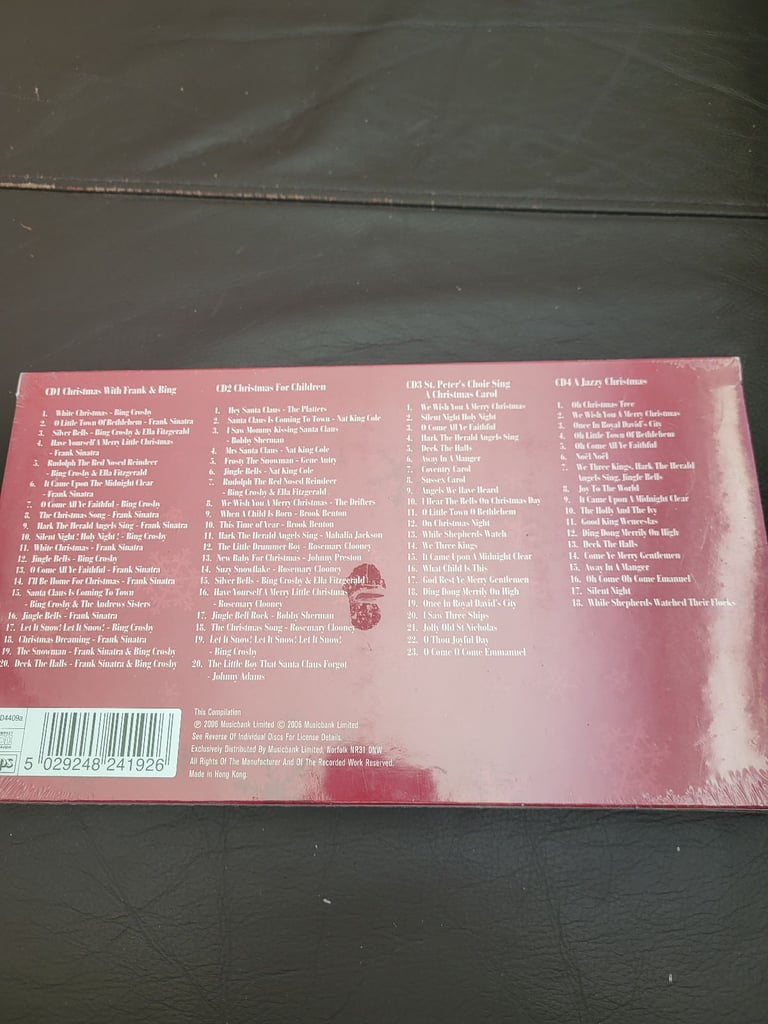 CD1 Christmas With Frank & Bing
1. White Christmas - Bing Crosby
2. O Little Town Of Bethlehem - Frank Sinatra
3. Silver Bells - Bing Crosby & Ella Fitzgerald
4. Have Yourself A Merry Little Christmas
- Frank Sinatra
5. Rudolph The Red Nosed Reindeer
- Bing Crosby & Ella Fitzgerald
6. It Came Upon The Midnight Clear
- Frank Sinatra
7. O Come All Ye Faithful - Bing Crosby
8. The Christmas Song - Frank Sinatra
9. Hark The Herald Angels Sing - Frank Sinatra
10. Silent Night! Holy Night! - Bing Crosby
11. White Christmas - Frank Sinatra
12. Jingle Bells - Bing Crosby
13. O Come All Ye Faithful - Frank Sinatra
14. I'll Be Home For Christmas - Frank Sinatra
15. Santa Claus Is Coming To Town
- Bing Crosby & The Andrews Sisters
16. Jingle Bells - Frank Sinatra
17. Let It Snow! Let It Snow! - Bing Crosby
18. Christmas Dreaming - Frank Sinatra
19. The Snowman - Frank Sinatra & Bing Crosby
20. Deck The Halls - Frank Sinatra & Bing Crosby
CD2 Christmas For Children
1. Hey Santa Claus - The Platters
2. Santa Claus Is Coming To Town - Nat King Cole
3. I Saw Mommy Kissing Santa Claus
- Bobby Sherman
4. Mrs Santa Claus - Nat King Cole
5. Frosty The Snowman - Gene Autry
6. Jingle Bells - Nat King Cole
7. Rudolph The Red Nosed Reindeer
- Bing Crosby & Ella Fitzgerald
8. We Wish You A Merry Christmas - The Drifters
9. When A Child Is Born - Brook Benton
10. This Time of Year - Brook Benton
11. Hark The Herald Angels Sing - Mahalia Jackson
12. The Little Drummer Boy - Rosemary Clooney
13. New Baby For Christmas - Johnny Preston
14. Suzy Snowflake - Rosemary Clooney
15. Silver Bells - Bing Crosby & Ella Fitzgerald
16. Have Yourself A Merry Little Christmas
- Rosemary Clooney
17. Jingle Bell Rock - Bobby Sherman
18. The Christmas Song - Rosemary Clooney
19. Let It Snow! Let It Snow! Let It Snow!
- Bing Crosby
20. The Little Boy That Santa Claus Forgot
- Johnny Adams
CD3 St. Peter's Choir Sing
A Christmas Carol
1. We Wish You A Merry Christmas
2. Silent Night Holy Night
3. O Come All Ye Faithful
4. Hark The Herald Angels Sing
5. Deck The Halls
6. Away In A Manger
7. Coventry Carol
8. Sussex Carol
9. Angels We Have Heard
10. I Hear The Bells On Christmas Day
11. O Little Town O Bethlehem
12. On Christmas Night
13. While Shepherds Watch
14. We Three Kings
15. It Came Upon A Midnight Clear
16. What Child Is This
17. God Rest Ye Merry Gentlemen
18. Ding Dong Merrily On High
19. Once In Royal David's City
20. I Saw Three Ships
21. Jolly Old St Nicholas
22. O Thou Joyful Day
23. O Come O Come Emmanuel
CD4 A Jazzy Christmas
1. Oh Christmas Tree
2. We Wish You A Merry Christmas
3. Once In Royal David's City
4. Oh Little Town Of Bethlehem
5. Oh Come All Ye Faithful
6. Noël Noël
7. We Three Kings, Hark The Herald
Angels Sing, Jingle Bells
8. Joy To The World
9. It Came Upon A Midnight Clear
10. The Holly And The Ivy
11. Good King Wenceslas
12. Ding Dong Merrily On High
13. Deck The Halls
14. Come Ye Merry Gentlemen
15. Away In A Manger
16. Oh Come Oh Come Emanuel
17. Silent Night
18. While Shepherds Watched Their Flocks
D4409a
5 029248 241926
This Compilation
℗ 2006 Musicbank Limited © 2006 Musicbank Limited
See Reverse Of Individual Discs For License Details.
Exclusively Distributed By Musicbank Limited, Norfolk NR31 0NW
All Rights Of The Manufacturer And Of The Recorded Work Reserved.
Made in Hong Kong.